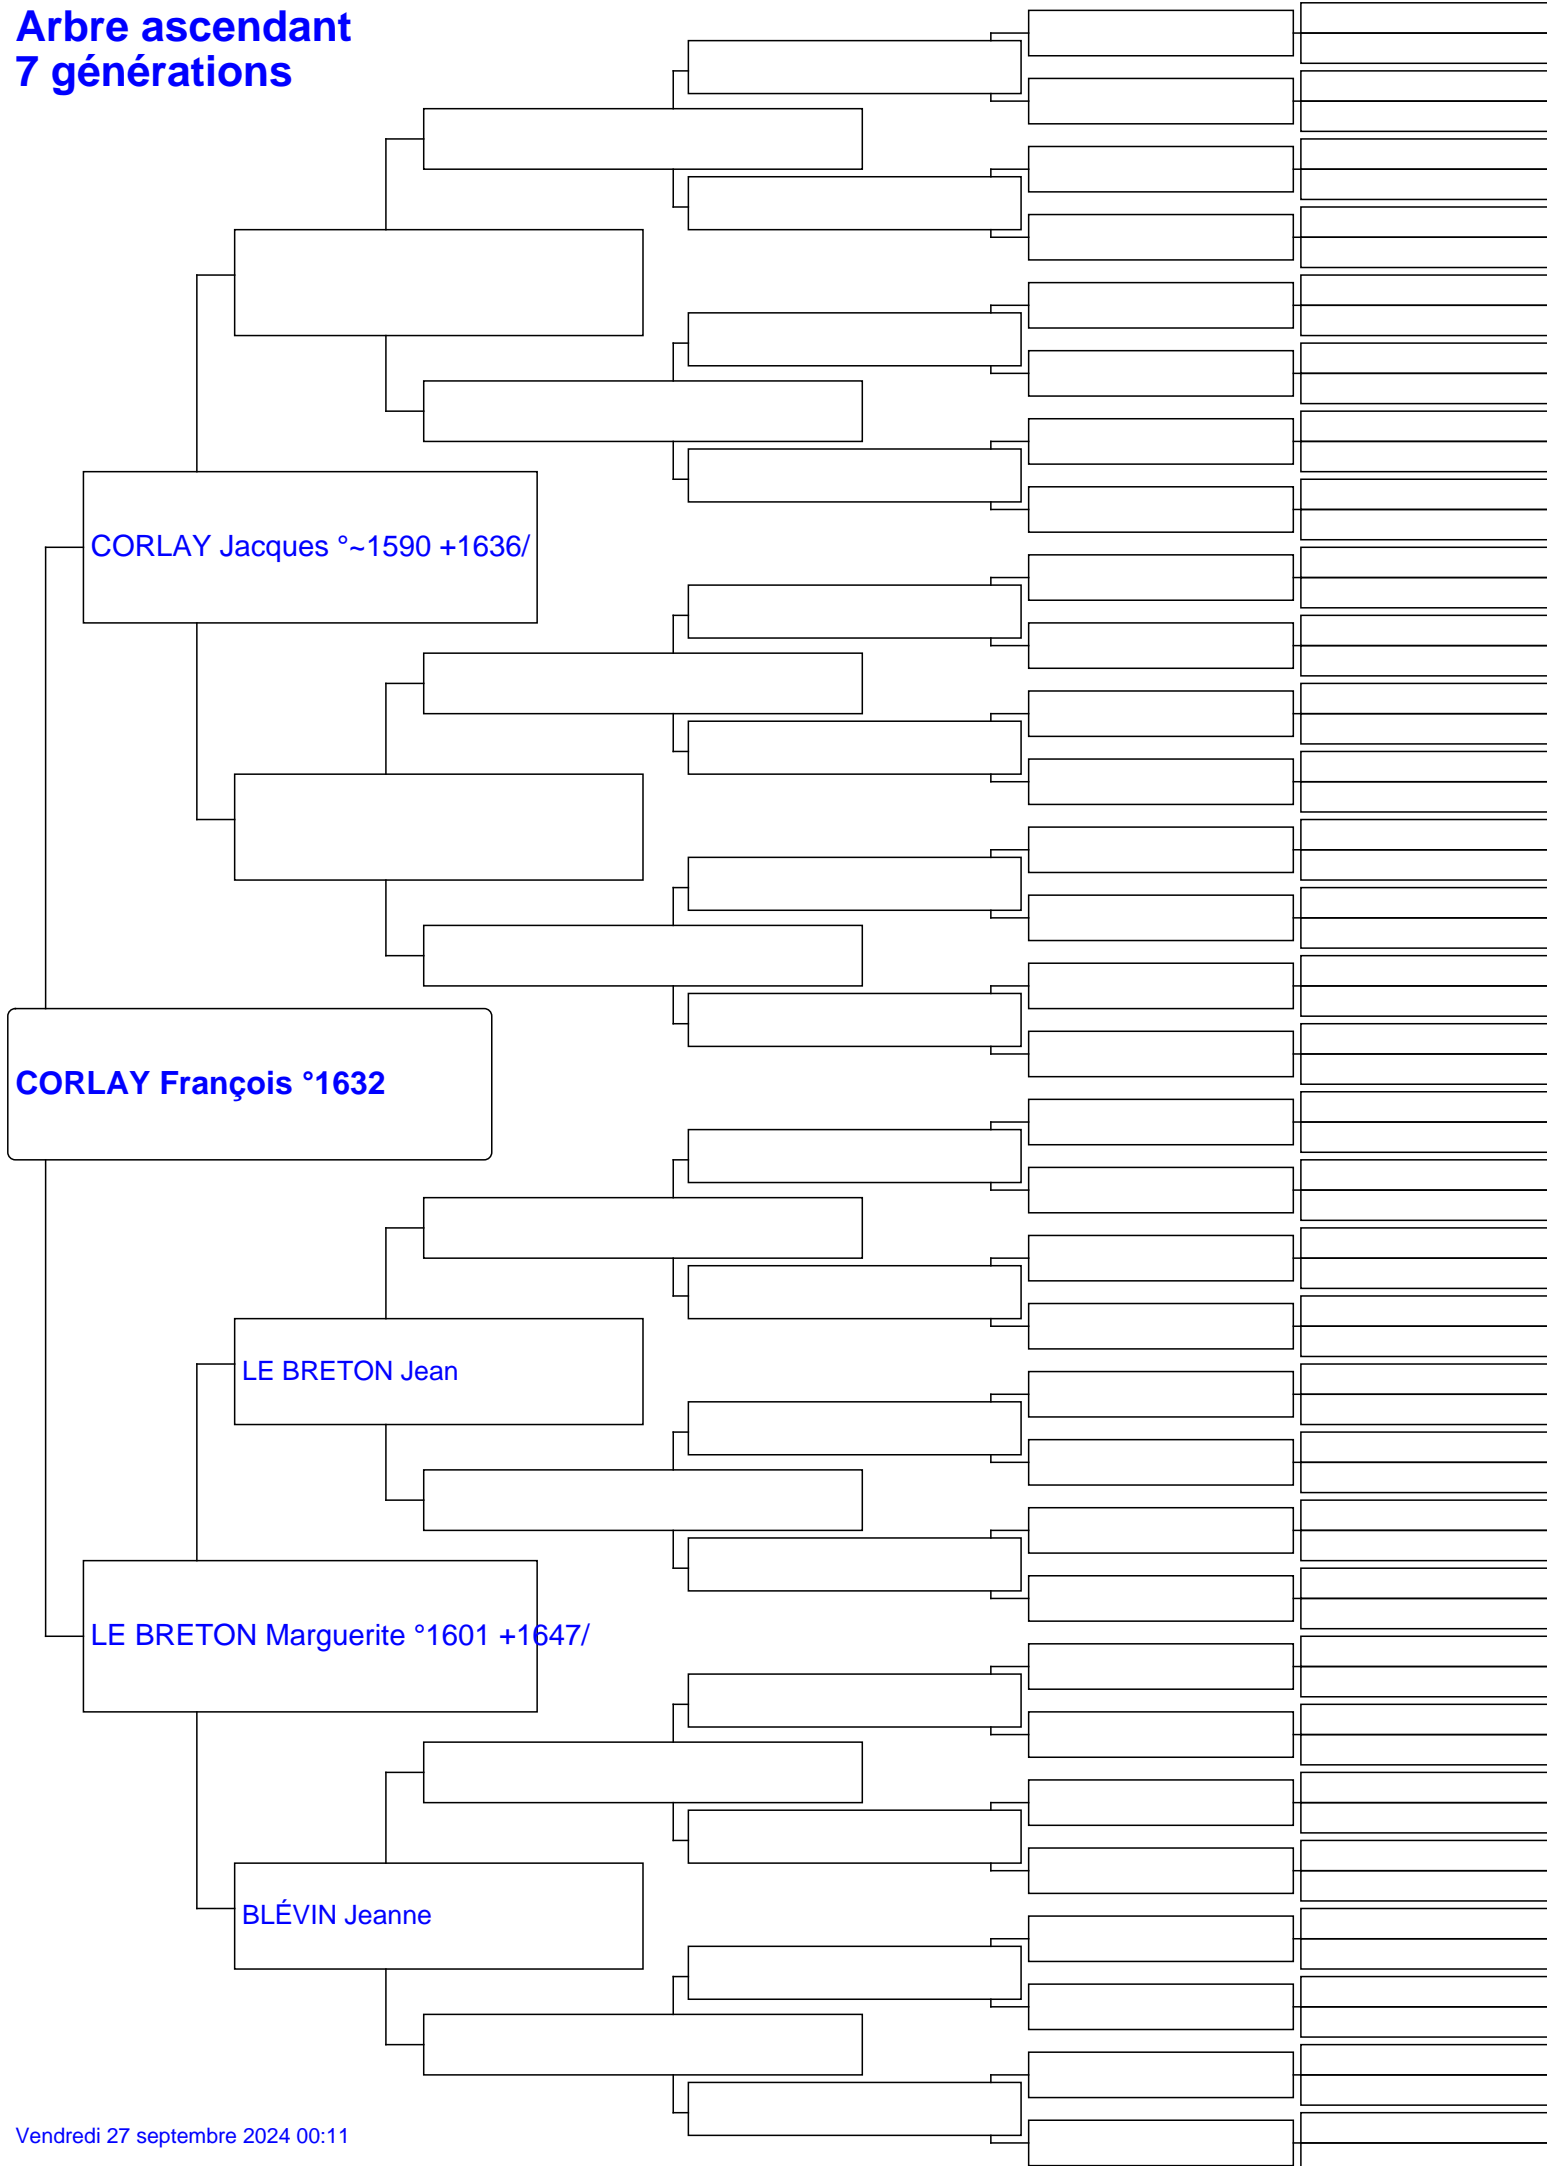 Arbre ascendant
7 générations
CORLAY Jacques °~1590 +1636/
CORLAY François °1632
LE BRETON Jean
LE BRETON Marguerite °1601 +1647/
BLÉVIN Jeanne
Vendredi 27 septembre 2024 00:11